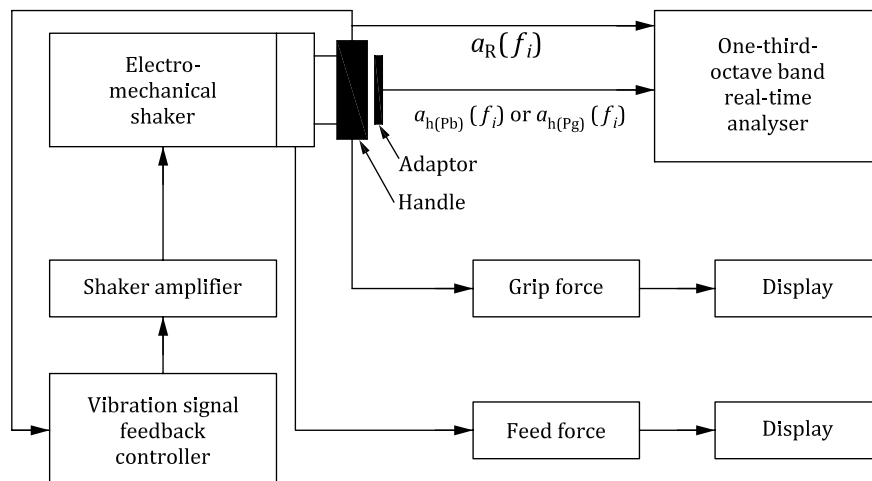 Electro-
mechanical
shaker
a_R(f_i)
One-third-
octave band
real-time
analyser
a_h(Pb) (f_i) or a_h(Pg) (f_i)
Adaptor
Handle
Shaker amplifier
Grip force
Display
Vibration signal
feedback
controller
Feed force
Display